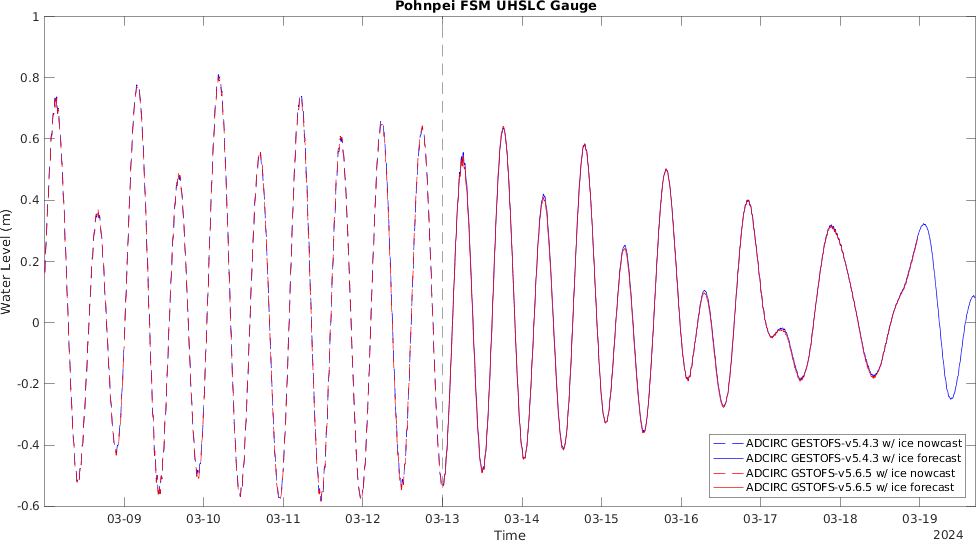 Pohnpei FSM UHSLC Gauge
1
0.8
0.6
0.4
0.2
0
-0.2
-0.4
-0.6
Water Level (m)
ADCIRC GESTOFS-v5.4.3 w/ ice nowcast
ADCIRC GESTOFS-v5.4.3 w/ ice forecast
ADCIRC GSTOFS-v5.6.5 w/ ice nowcast
ADCIRC GSTOFS-v5.6.5 w/ ice forecast
03-09 03-10 03-11 03-12 03-13 03-14 03-15 03-16 03-17 03-18 03-19
Time
2024